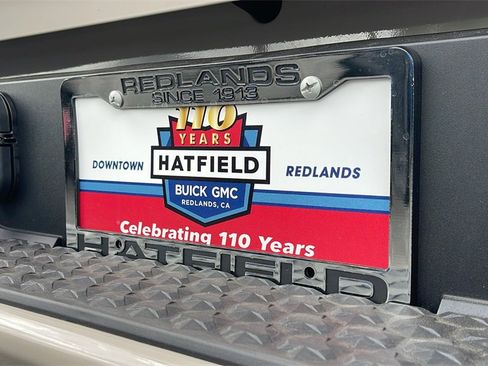 REDLANDS
SINCE 1913
110
YEARS
DOWNTOWN HATFIELD REDLANDS
BUICK GMC
REDLANDS, CA
Celebrating 110 Years
HATFIELD